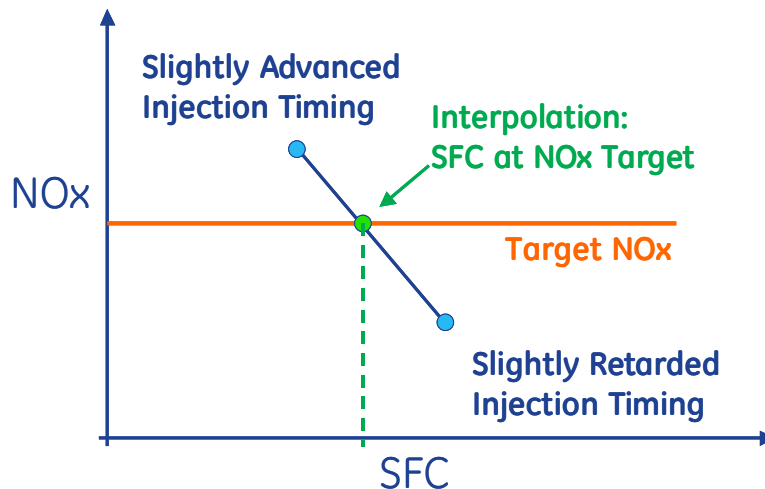 Slightly Advanced
Injection Timing
Interpolation:
SFC at NOx Target
NOx
Target NOx
Slightly Retarded
Injection Timing
SFC